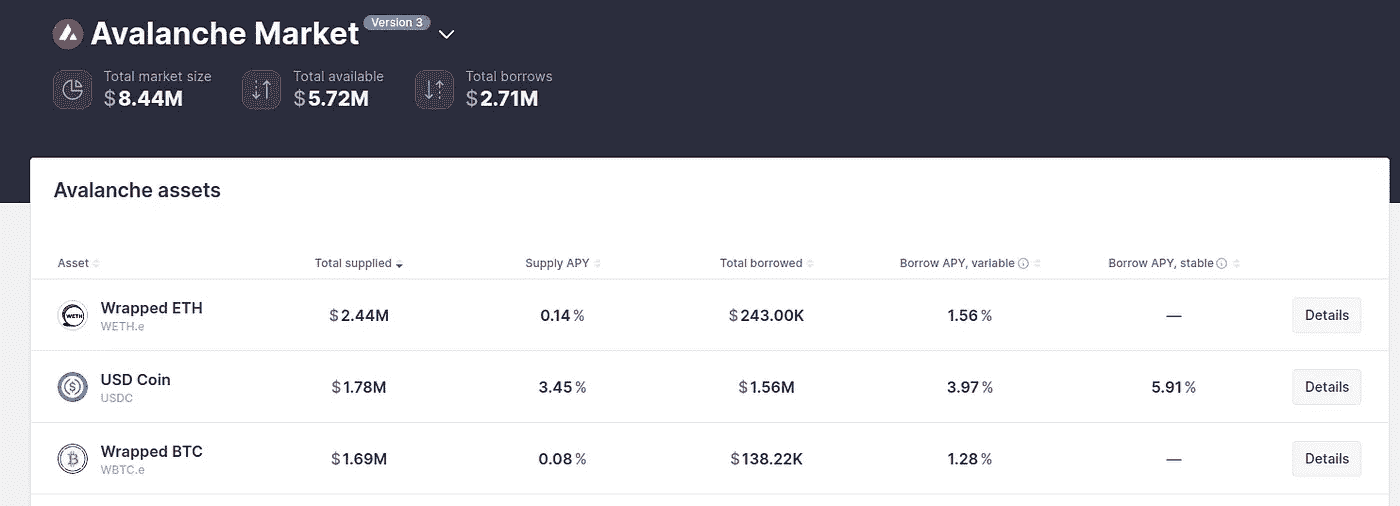 Avalanche Market Version 3
Total market size Total available Total borrows
$8.44M $5.72M $2.71M
Avalanche assets
Asset Total supplied Supply APY Total borrowed Borrow APY, variable Borrow APY, stable
Wrapped ETH $2.44M 0.14% $243.00K 1.56% — Details
WETH.e
USD Coin $1.78M 3.45% $1.56M 3.97% 5.91% Details
USDC
Wrapped BTC $1.69M 0.08% $138.22K 1.28% — Details
WBTC.e